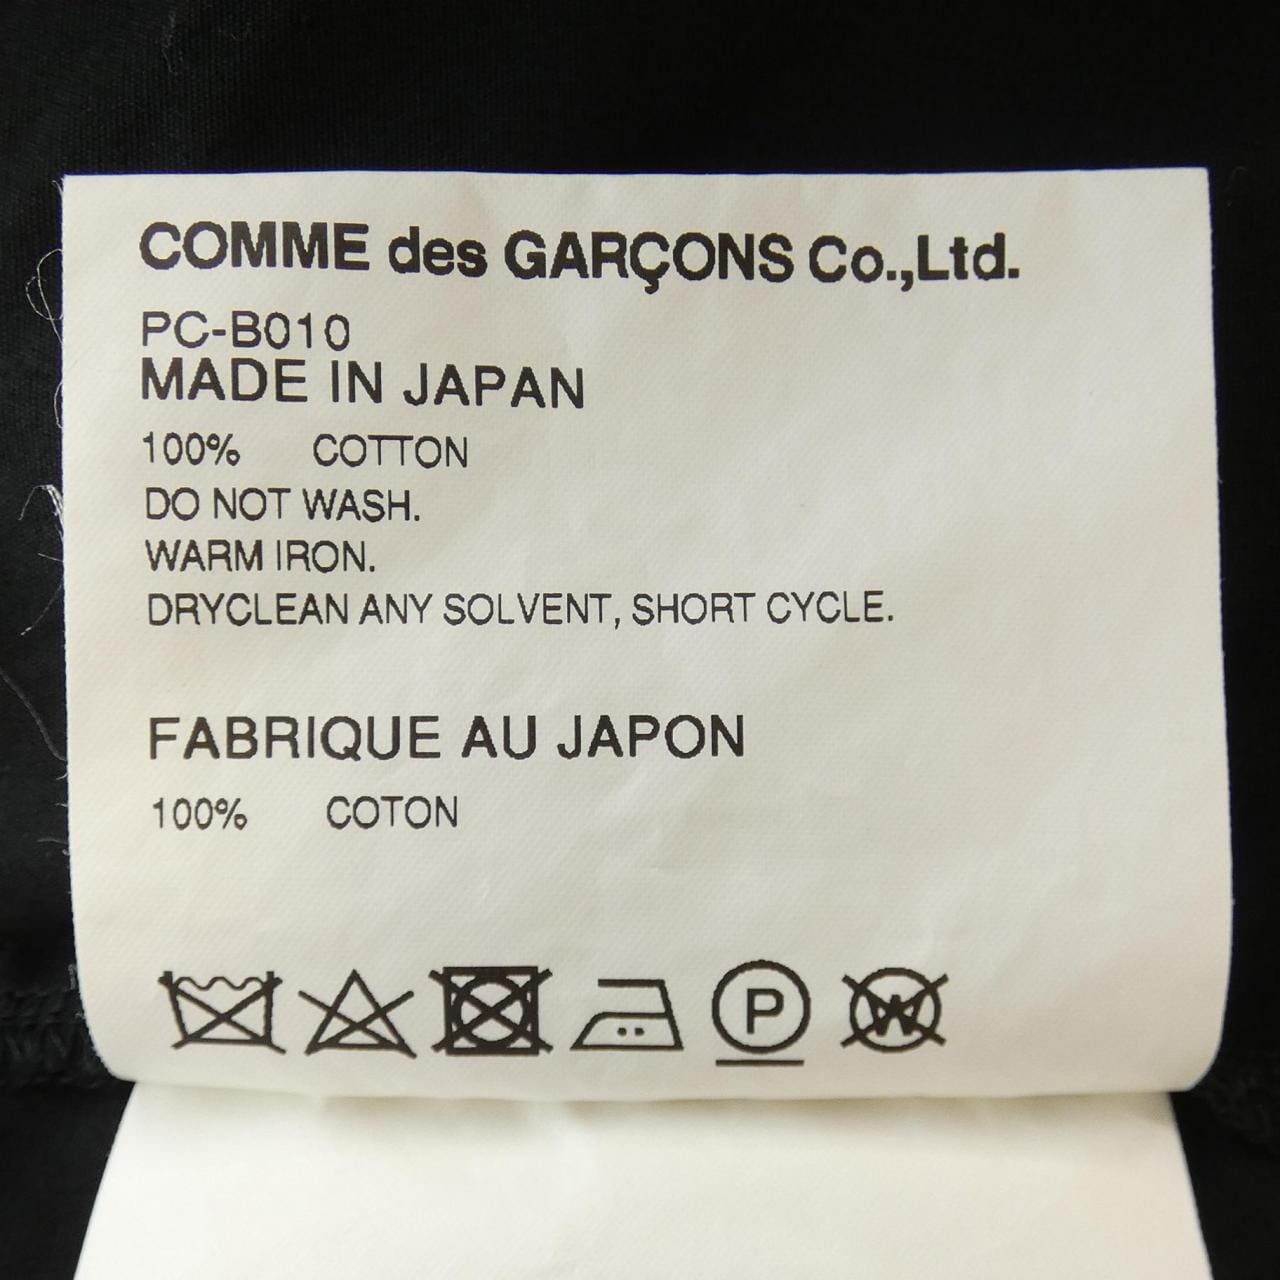 COMME des GARÇONS Co.,Ltd.
PC-B010
MADE IN JAPAN
100% COTTON
DO NOT WASH.
WARM IRON.
DRYCLEAN ANY SOLVENT, SHORT CYCLE.
FABRIQUE AU JAPON
100% COTON
P W